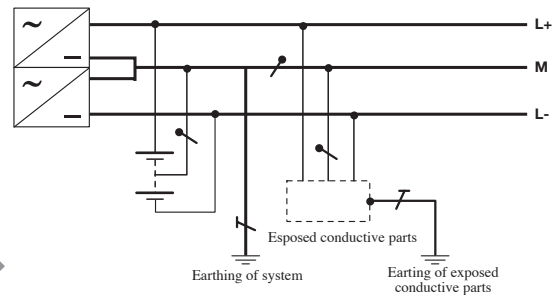 L+
M
L-
Esposed conductive parts
Earthing of system
Earting of exposed
conductive parts